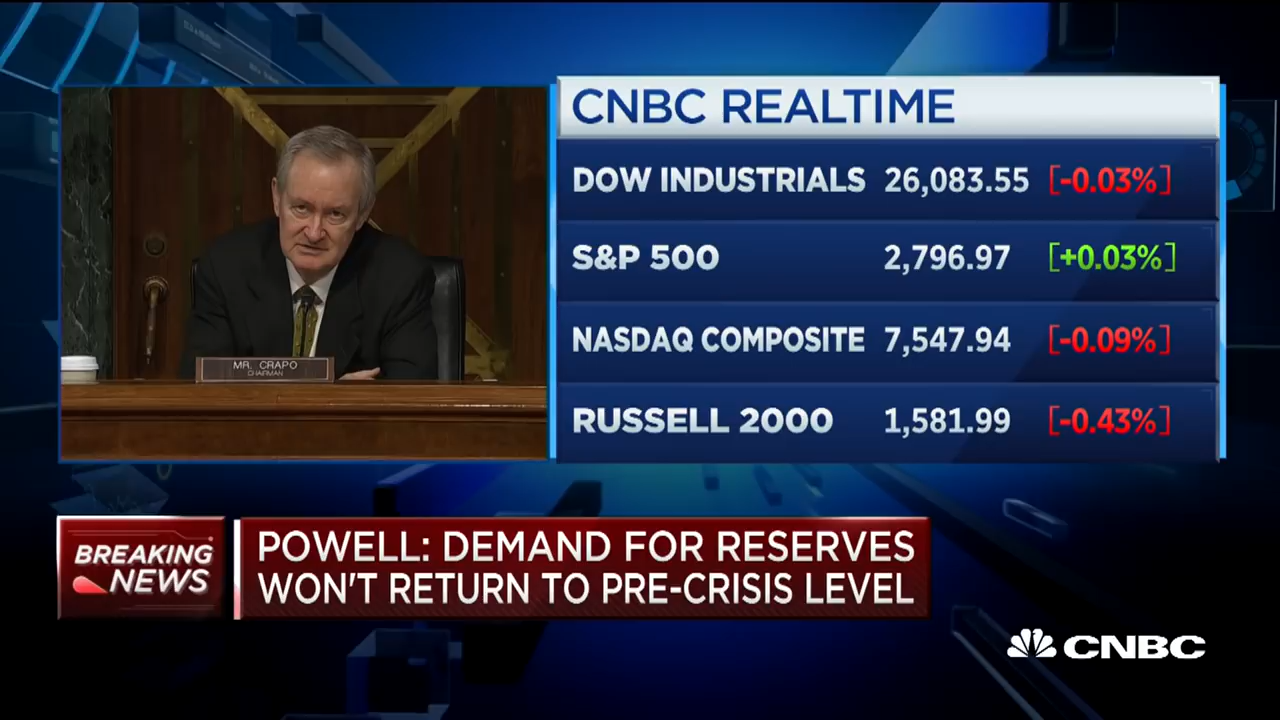 CNBC REALTIME
DOW INDUSTRIALS 26,083.55 [-0.03%]
S&P 500 2,796.97 [+0.03%]
NASDAQ COMPOSITE 7,547.94 [-0.09%]
RUSSELL 2000 1,581.99 [-0.43%]
MR. CRAPO
CHAIRMAN
BREAKING
NEWS
POWELL: DEMAND FOR RESERVES
WON'T RETURN TO PRE-CRISIS LEVEL
CNBC